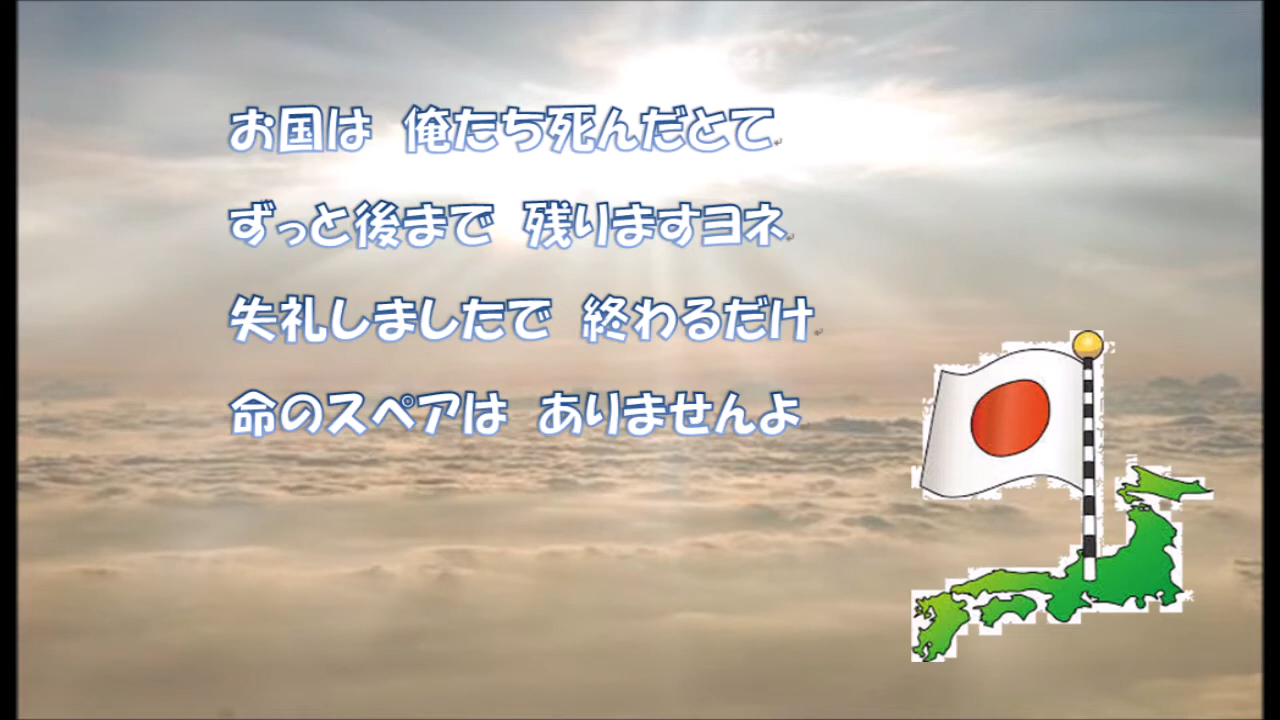 お国は 俺たち死んだとて
ずっと後まで 残りますヨネ
失礼しましたで 終わるだけ
命のスペアは ありませんよ